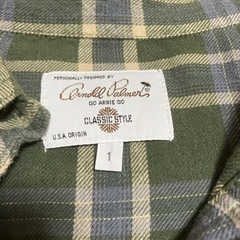 PERSONALLY DESIGNED BY
Arnold Palmer
GO ARNIE GO
CLASSIC STYLE
U.S.A. ORIGIN
1